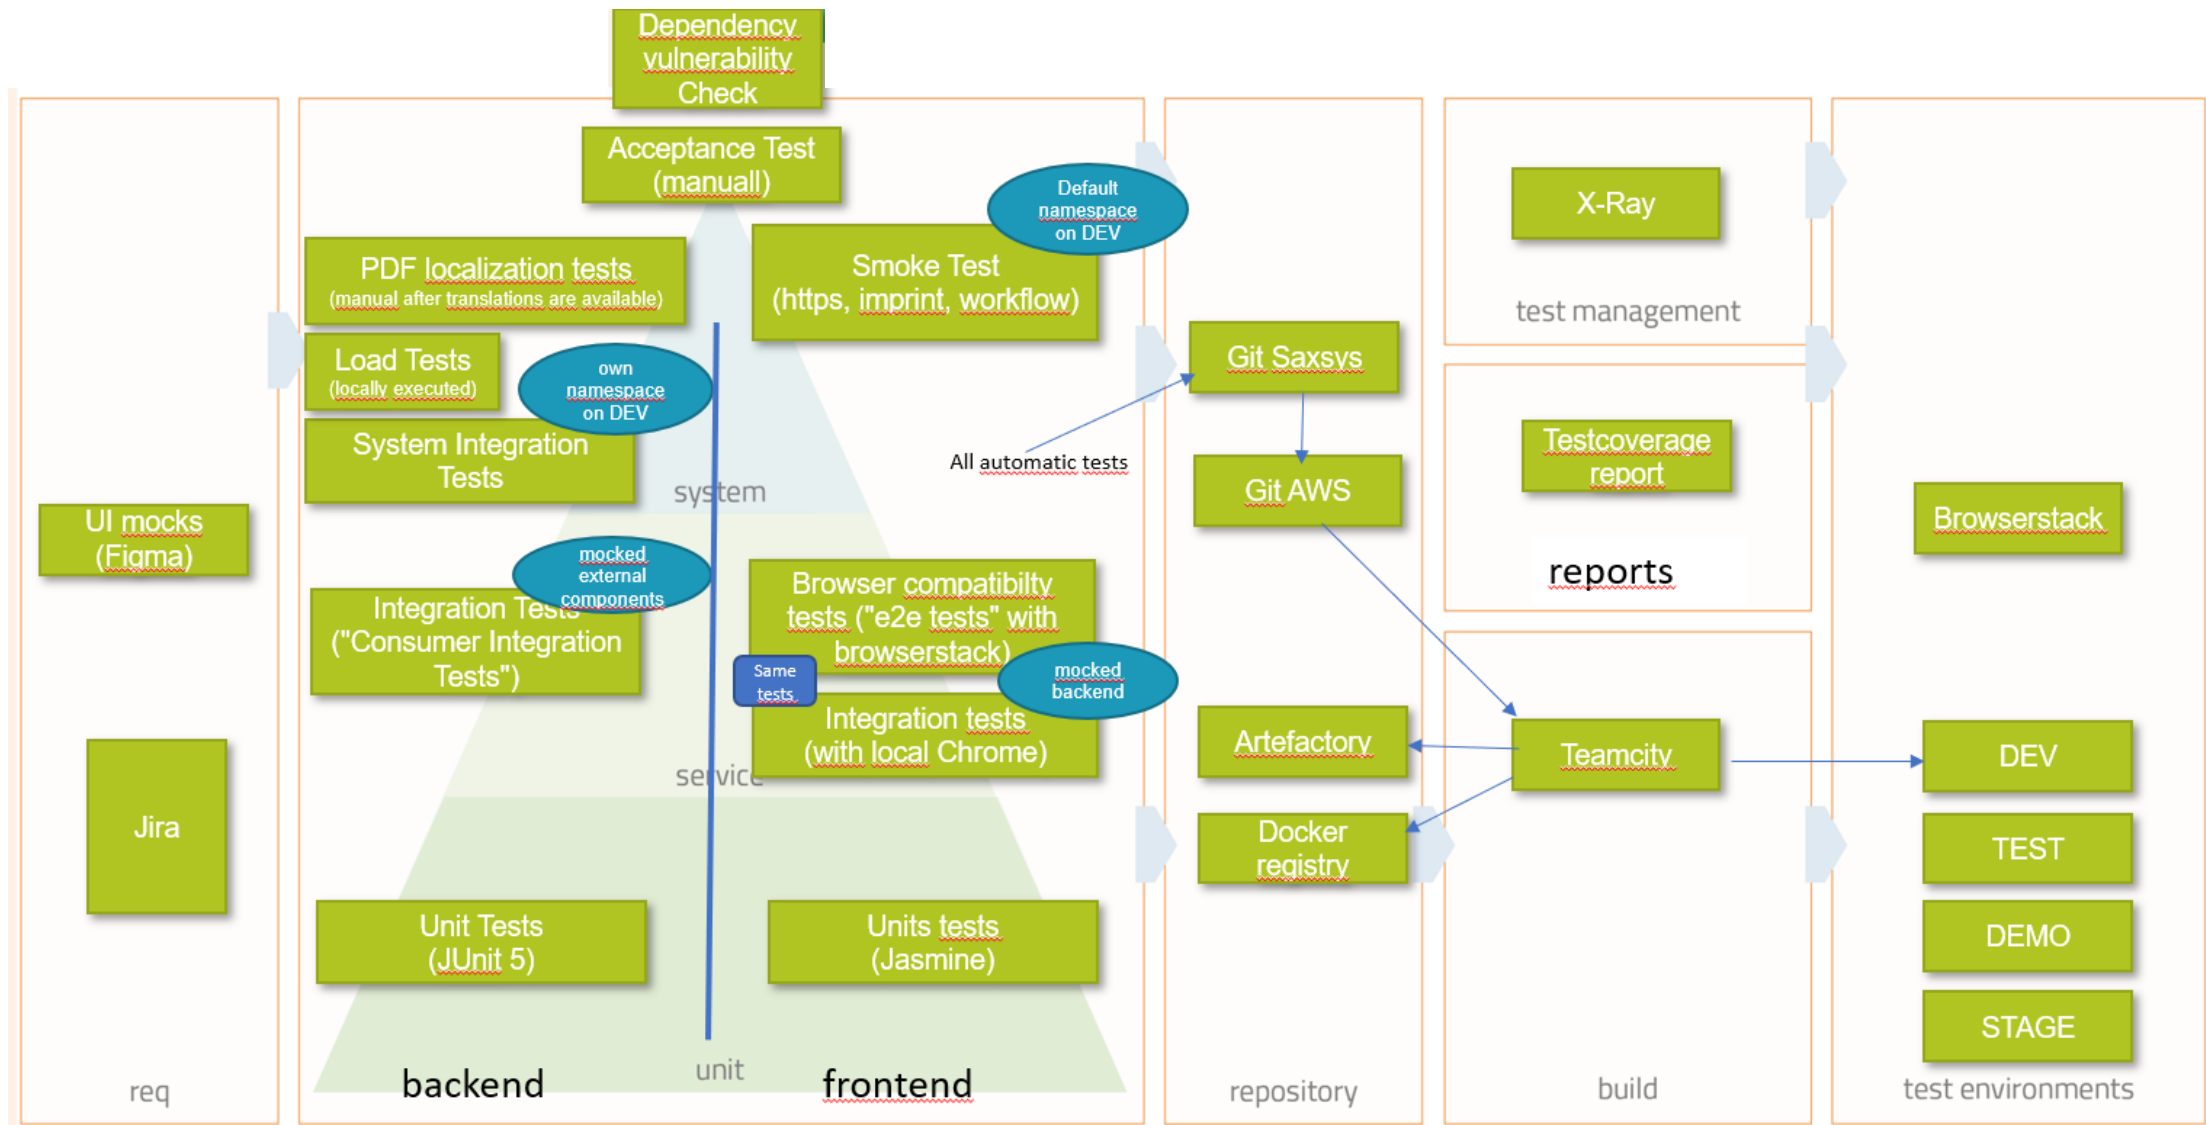 Dependency
vulnerability
Check
Acceptance Test
(manuall)
Default
namespace
on DEV
PDF localization tests
(manual after translations are available)
Smoke Test
(https, imprint, workflow)
Load Tests
(locally executed)
own
namespace
on DEV
System Integration
Tests
system
All automatic tests
UI mocks
(Figma)
Jira
req
mocked
external
components
Integration Tests
("Consumer Integration
Tests")
Browser compatibilty
tests ("e2e tests" with
browserstack)
Same
tests
mocked
backend
Integration tests
(with local Chrome)
service
Unit Tests
(JUnit 5)
Units tests
(Jasmine)
unit
backend
frontend
Git Saxsys
Git AWS
Artefactory
Docker
registry
repository
X-Ray
test management
Testcoverage
report
reports
Teamcity
build
Browserstack
DEV
TEST
DEMO
STAGE
test environments